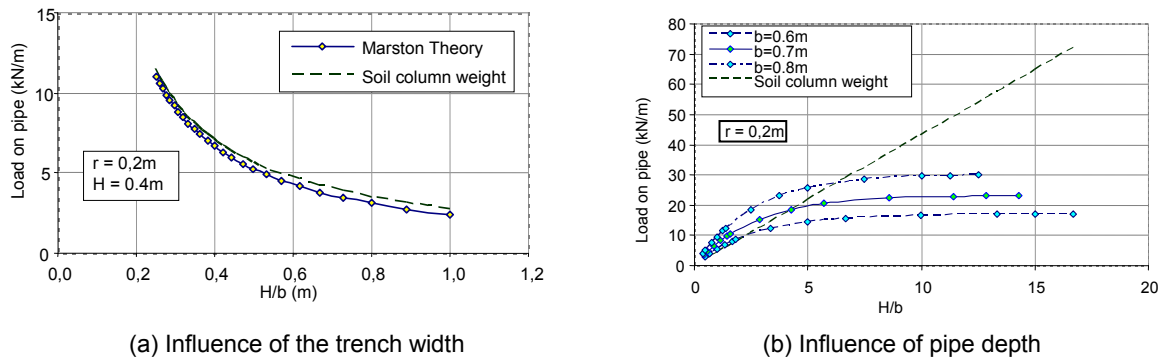 15
10
5
0
Load on pipe (kN/m)
Marston Theory
Soil column weight
r = 0,2m
H = 0.4m
0,0
0,2
0,4
0,6
0,8
1,0
1,2
H/b (m)
(a) Influence of the trench width
80
70
60
50
40
30
20
10
0
Load on pipe (kN/m)
b=0.6m
b=0.7m
b=0.8m
Soil column weight
r = 0,2m
0
5
10
15
20
H/b
(b) Influence of pipe depth